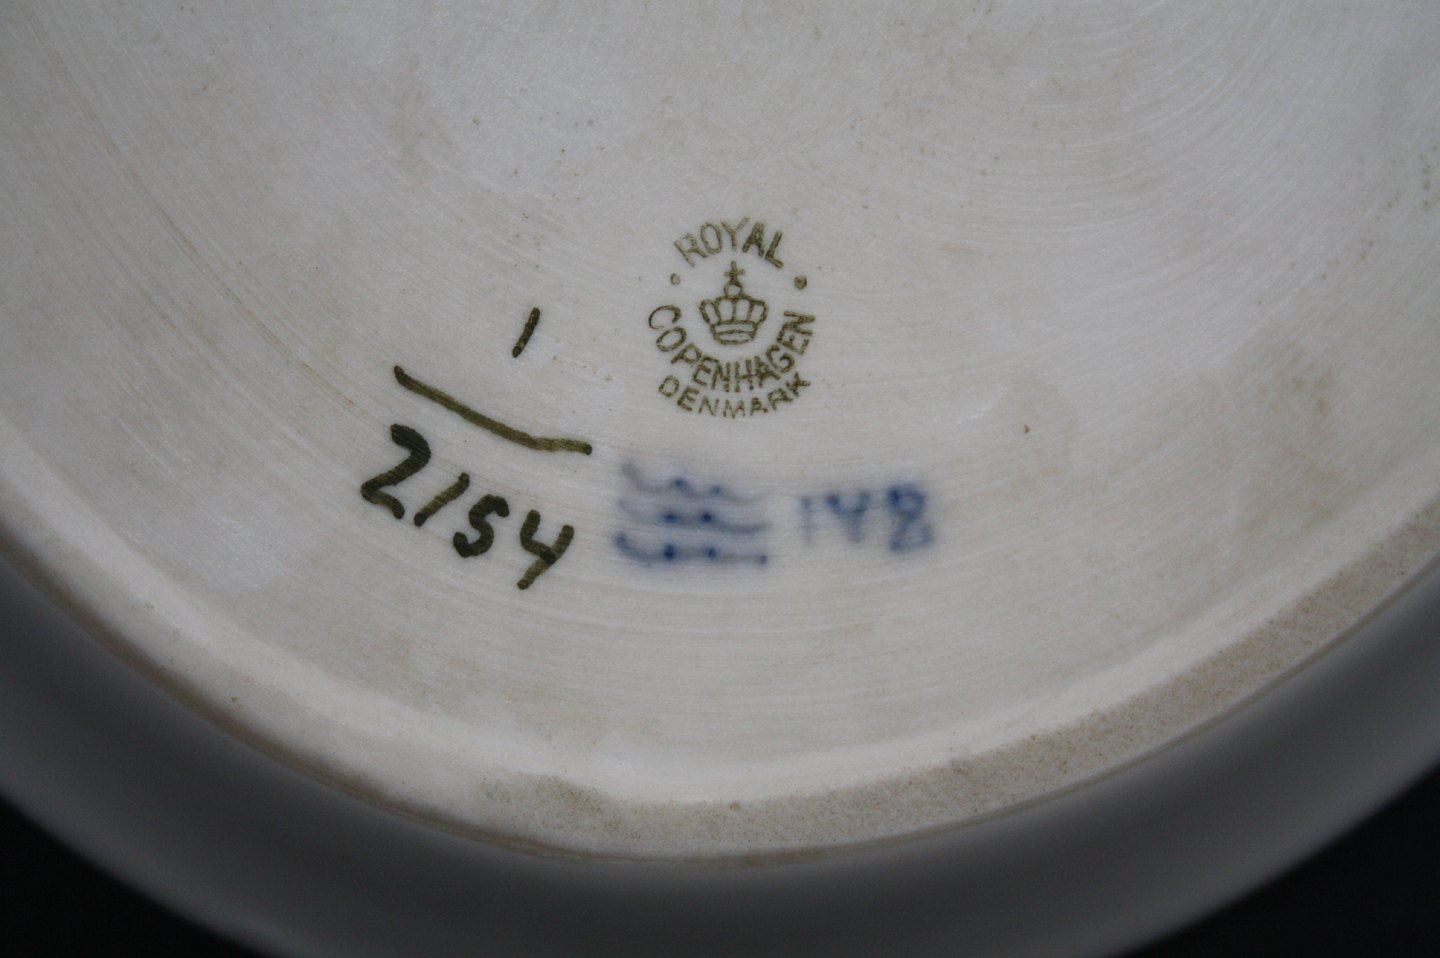 ROYAL
COPENHAGEN
DENMARK
1
2154
148